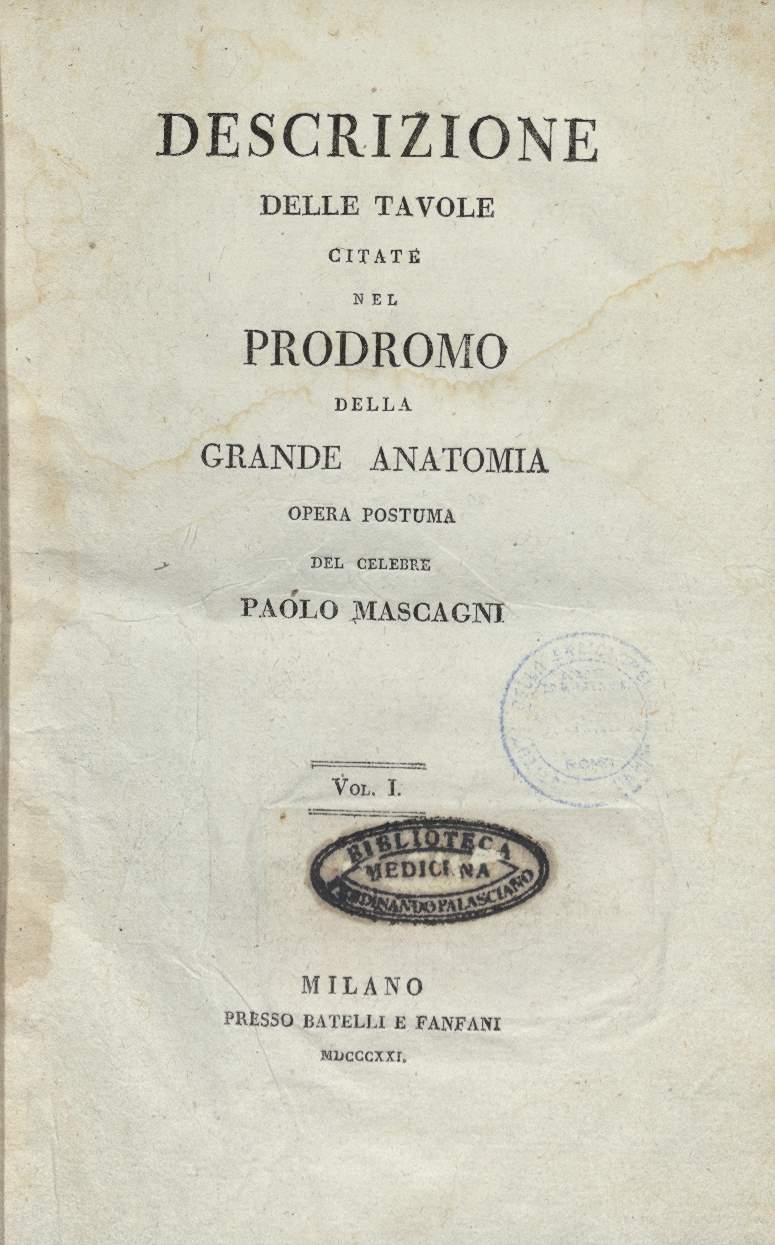 DESCRIZIONE
DELLE TAVOLE
CITATE
NEL
PRODROMO
DELLA
GRANDE ANATOMIA
OPERA POSTUMA
DEL CELEBRE
PAOLO MASCAGNI
ROMA
VOL. I.
BIBLIOTECA
MEDICINA
FERDINANDO PALASCIANO
MILANO
PRESSO BATELLI E FANFANI
MDCCCXXI.